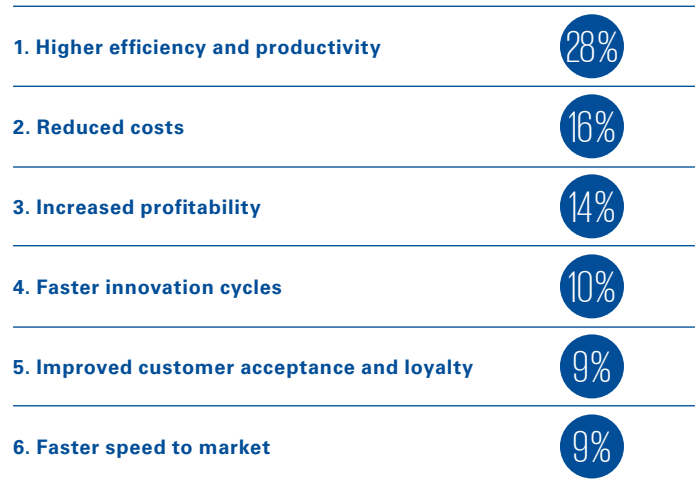 1. Higher efficiency and productivity 28%
2. Reduced costs 16%
3. Increased profitability 14%
4. Faster innovation cycles 10%
5. Improved customer acceptance and loyalty 9%
6. Faster speed to market 9%